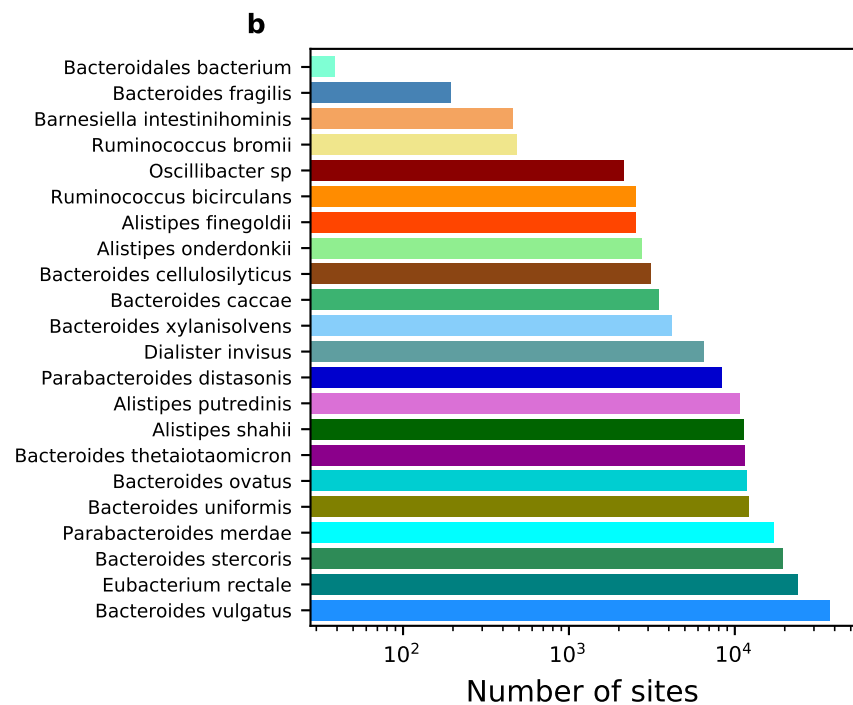 b
Bacteroidales bacterium
Bacteroides fragilis
Barnesiella intestinihominis
Ruminococcus bromii
Oscillibacter sp
Ruminococcus bicirculans
Alistipes finegoldii
Alistipes onderdonkii
Bacteroides cellulosilyticus
Bacteroides caccae
Bacteroides xylanisolvens
Dialister invisus
Parabacteroides distasonis
Alistipes putredinis
Alistipes shahii
Bacteroides thetaiotaomicron
Bacteroides ovatus
Bacteroides uniformis
Parabacteroides merdae
Bacteroides stercoris
Eubacterium rectale
Bacteroides vulgatus
10² 10³ 10⁴
Number of sites